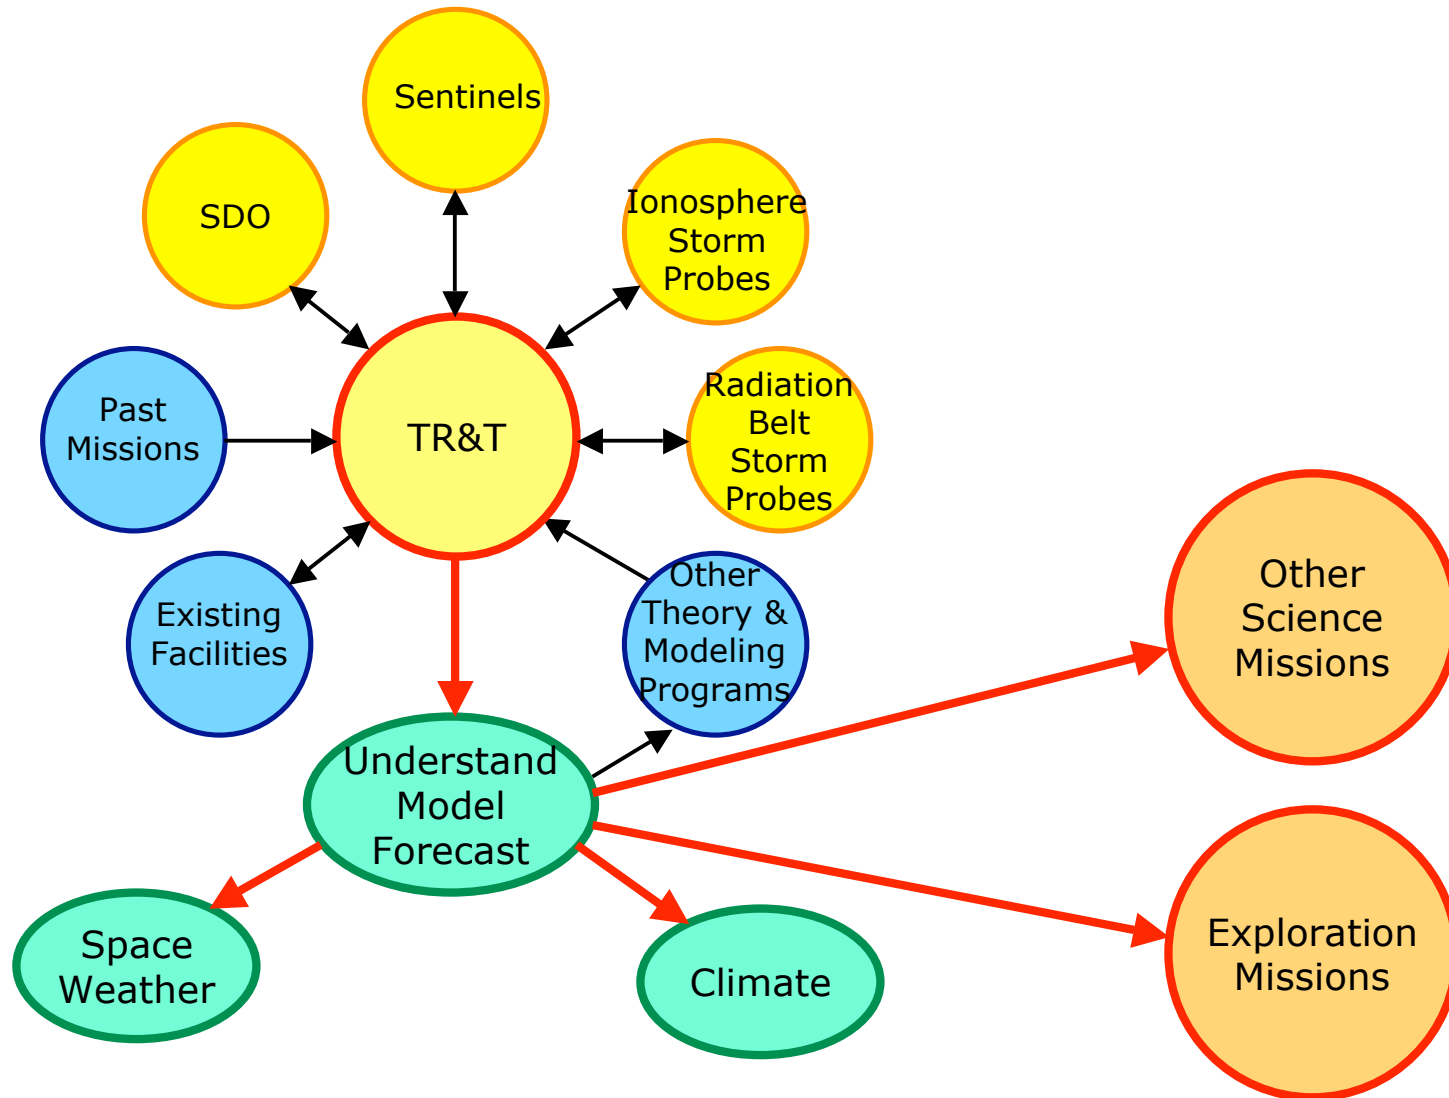 Sentinels
SDO
Ionosphere
Storm
Probes
Past
Missions
TR&T
Radiation
Belt
Storm
Probes
Existing
Facilities
Other
Theory &
Modeling
Programs
Other
Science
Missions
Understand
Model
Forecast
Space
Weather
Climate
Exploration
Missions